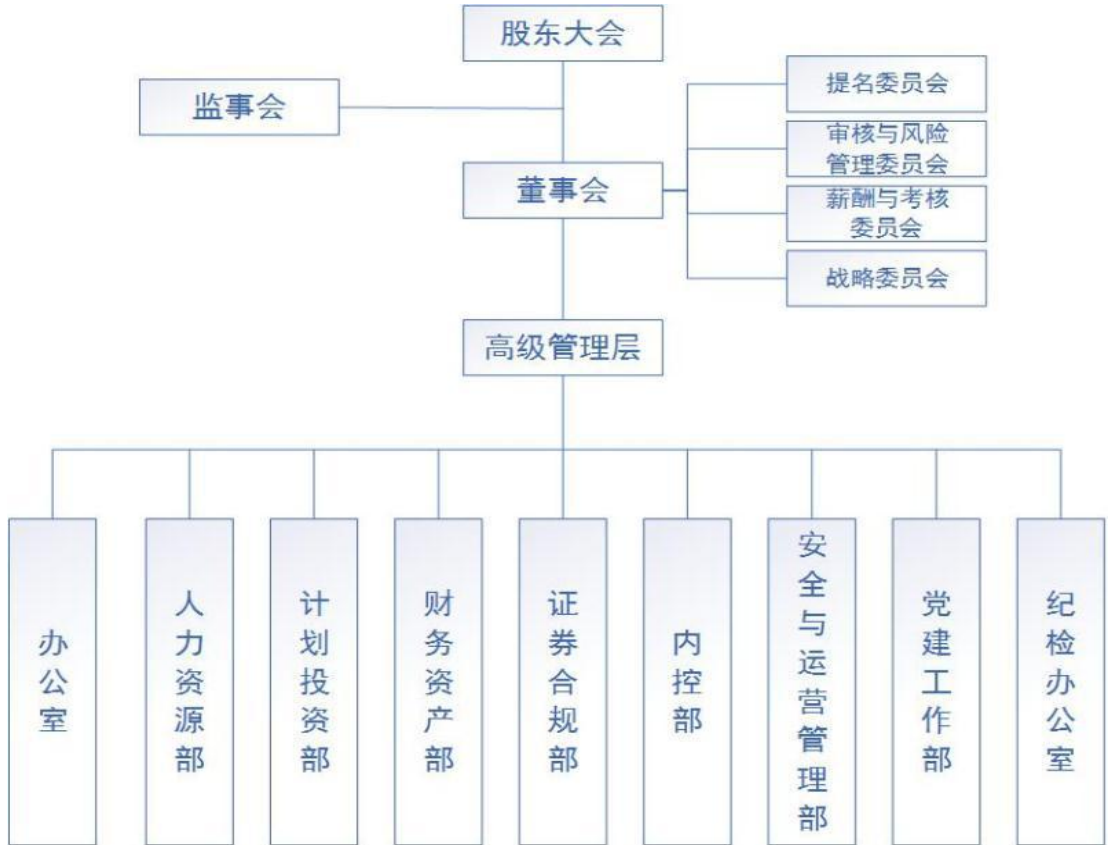 股东大会
监事会
提名委员会
审核与风险
管理委员会
董事会
薪酬与考核
委员会
战略委员会
高级管理层
办公室
人力资源部
计划投资部
财务资产部
证券合规部
内控部
安全与运营管理部
党建工作部
纪检办公室